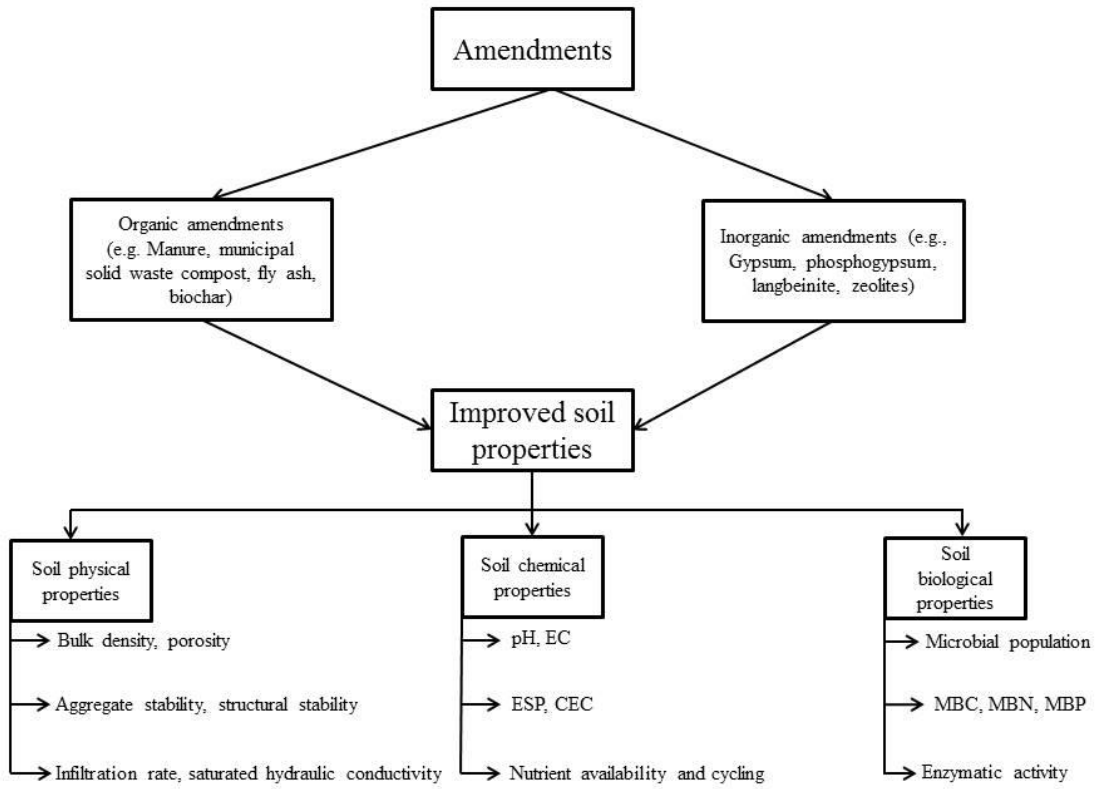 Amendments
Organic amendments
(e.g. Manure, municipal
solid waste compost, fly ash,
biochar)
Inorganic amendments (e.g.,
Gypsum, phosphogypsum,
langbeinite, zeolites)
Improved soil
properties
Soil physical
properties
Bulk density, porosity
Aggregate stability, structural stability
Infiltration rate, saturated hydraulic conductivity
Soil chemical
properties
pH, EC
ESP, CEC
Nutrient availability and cycling
Soil
biological
properties
Microbial population
MBC, MBN, MBP
Enzymatic activity